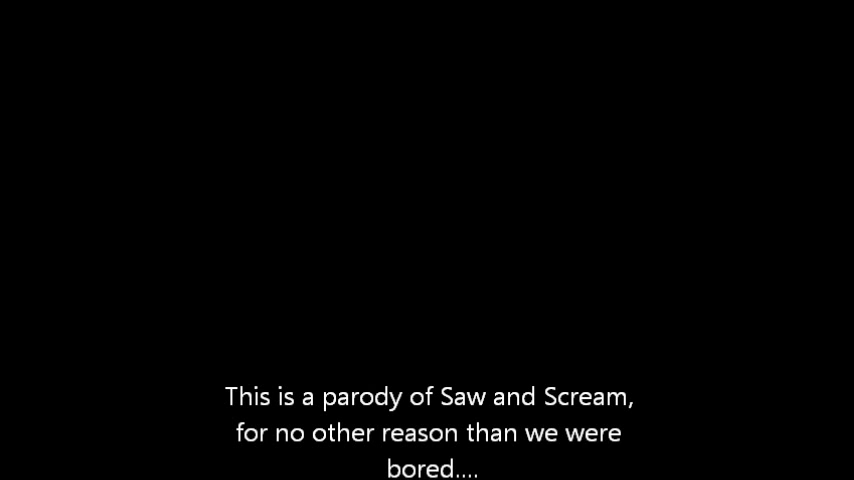 This is a parody of Saw and Scream,
for no other reason than we were
bored....